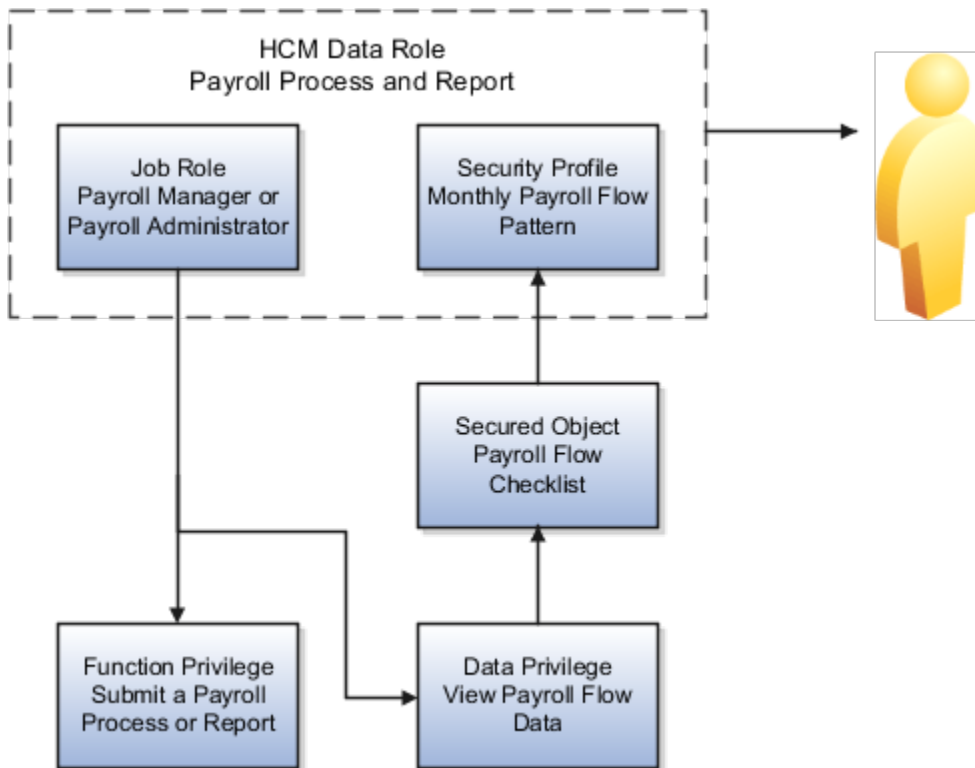 HCM Data Role
Payroll Process and Report
Job Role
Payroll Manager or
Payroll Administrator
Security Profile
Monthly Payroll Flow
Pattern
Secured Object
Payroll Flow
Checklist
Function Privilege
Submit a Payroll
Process or Report
Data Privilege
View Payroll Flow
Data